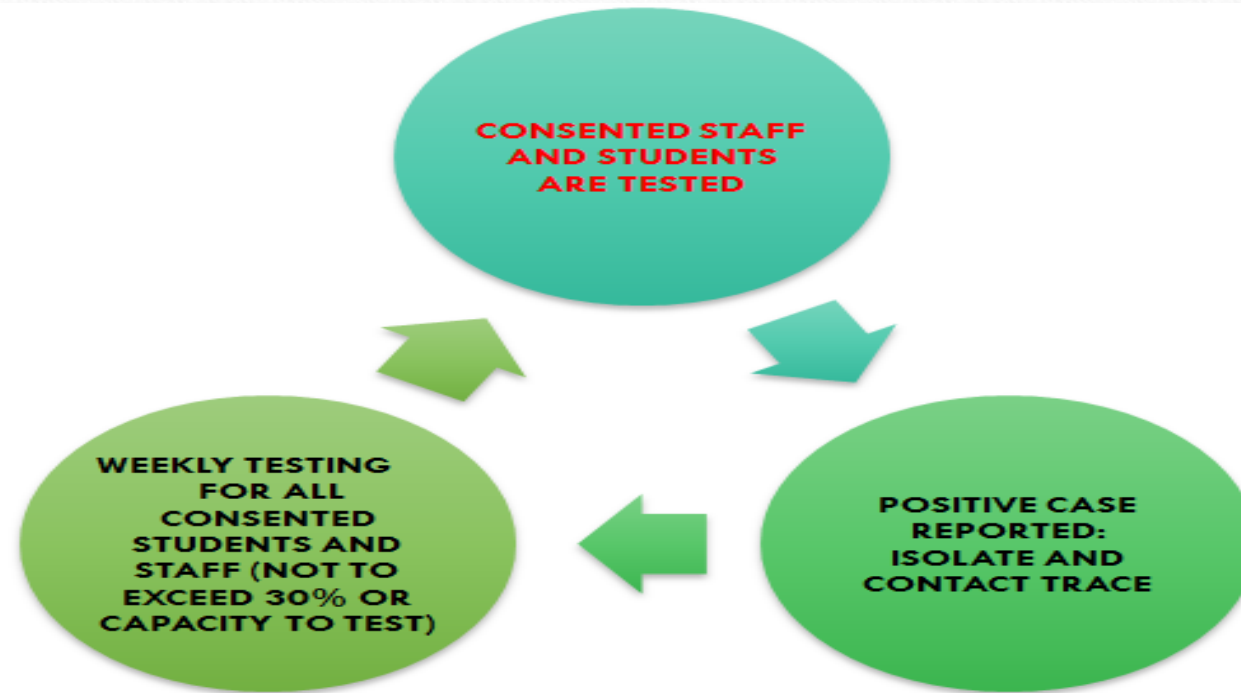 CONSENTED STAFF
AND STUDENTS
ARE TESTED
POSITIVE CASE
REPORTED:
ISOLATE AND
CONTACT TRACE
WEEKLY TESTING
FOR ALL
CONSENTED
STUDENTS AND
STAFF (NOT TO
EXCEED 30% OR
CAPACITY TO TEST)